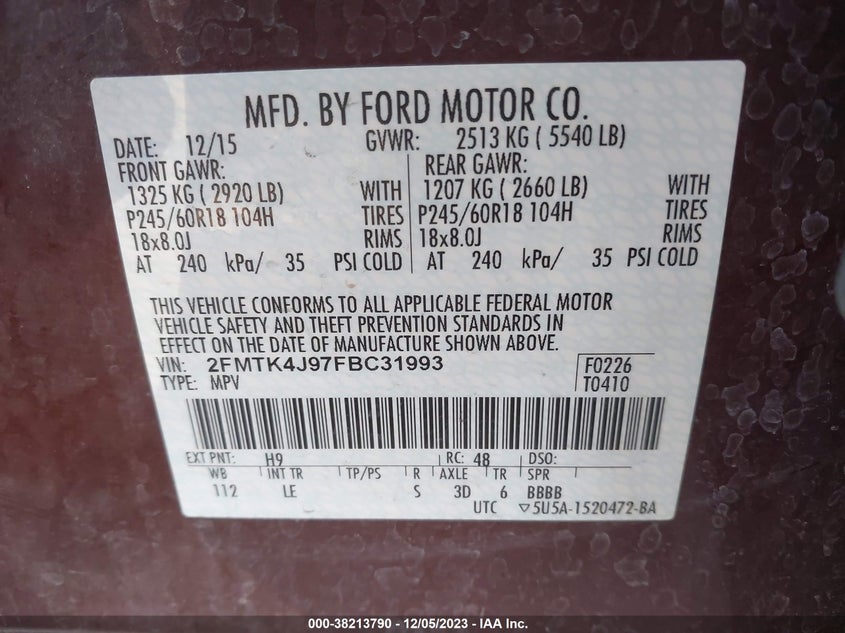 MFD. BY FORD MOTOR CO.
DATE: 12/15 GVWR: 2513 KG ( 5540 LB)
FRONT GAWR: REAR GAWR:
1325 KG ( 2920 LB) WITH 1207 KG ( 2660 LB) WITH
P245/60R18 104H TIRES P245/60R18 104H TIRES
18x8.0J RIMS 18x8.0J RIMS
AT 240 kPa/ 35 PSI COLD AT 240 kPa/ 35 PSI COLD
THIS VEHICLE CONFORMS TO ALL APPLICABLE FEDERAL MOTOR
VEHICLE SAFETY AND THEFT PREVENTION STANDARDS IN
EFFECT ON THE DATE OF MANUFACTURE SHOWN ABOVE.
VIN: 2FMTK4J97FBC31993 F0226
TYPE: MPV T0410
EXT PNT: H9 RC: 48 DSO:
WB INT TR TP/PS R AXLE TR SPR
112 LE S 3D 6 BBBB
UTC ▽5U5A-1520472-BA
000-38213790 - 12/05/2023 - IAA Inc.